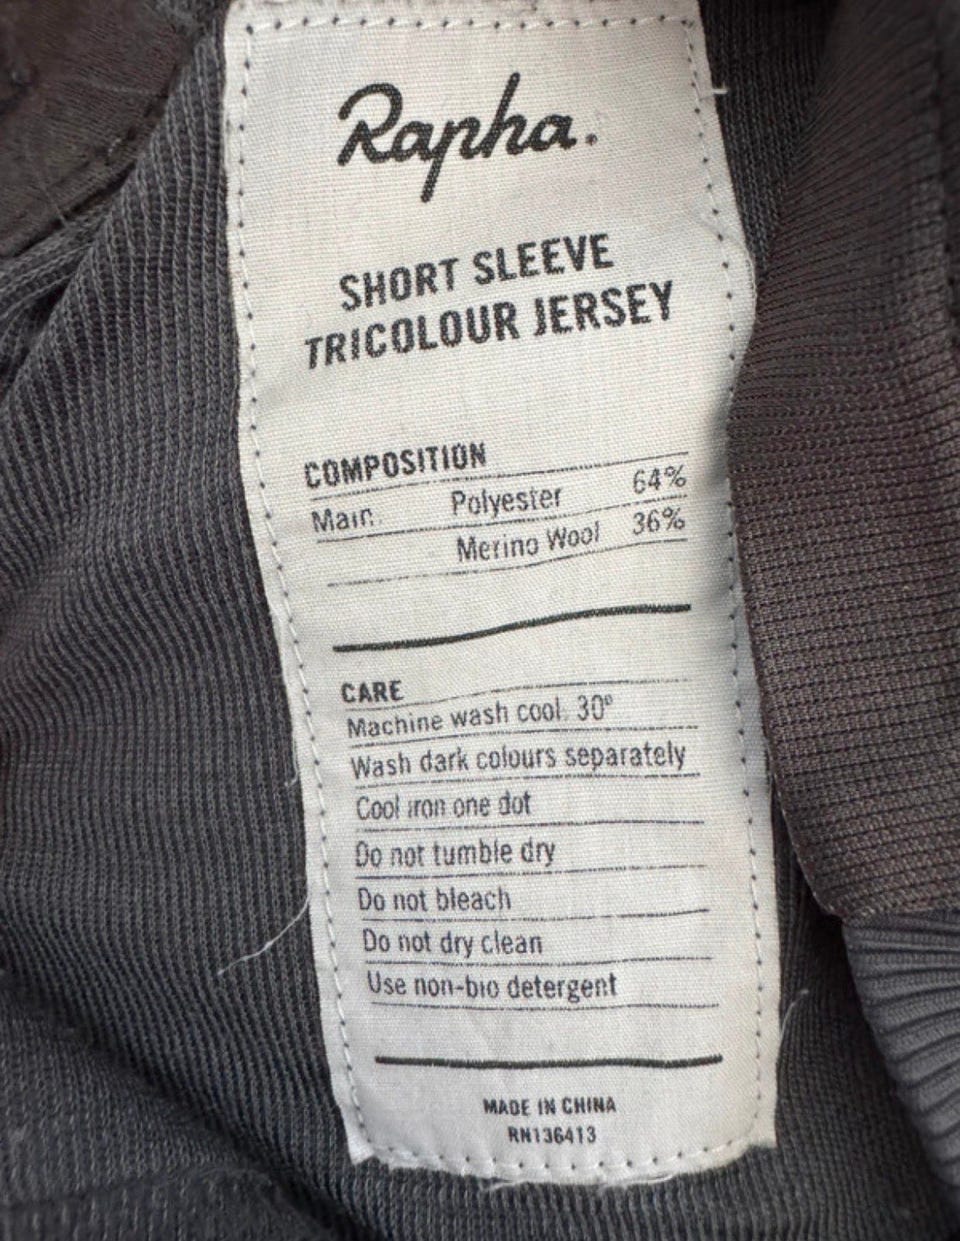 Rapha.
SHORT SLEEVE
TRICOLOUR JERSEY
COMPOSITION
Main: Polyester 64%
Merino Wool 36%
CARE
Machine wash cool. 30º
Wash dark colours separately
Cool iron one dot
Do not tumble dry
Do not bleach
Do not dry clean
Use non-bio detergent
MADE IN CHINA
RN136413